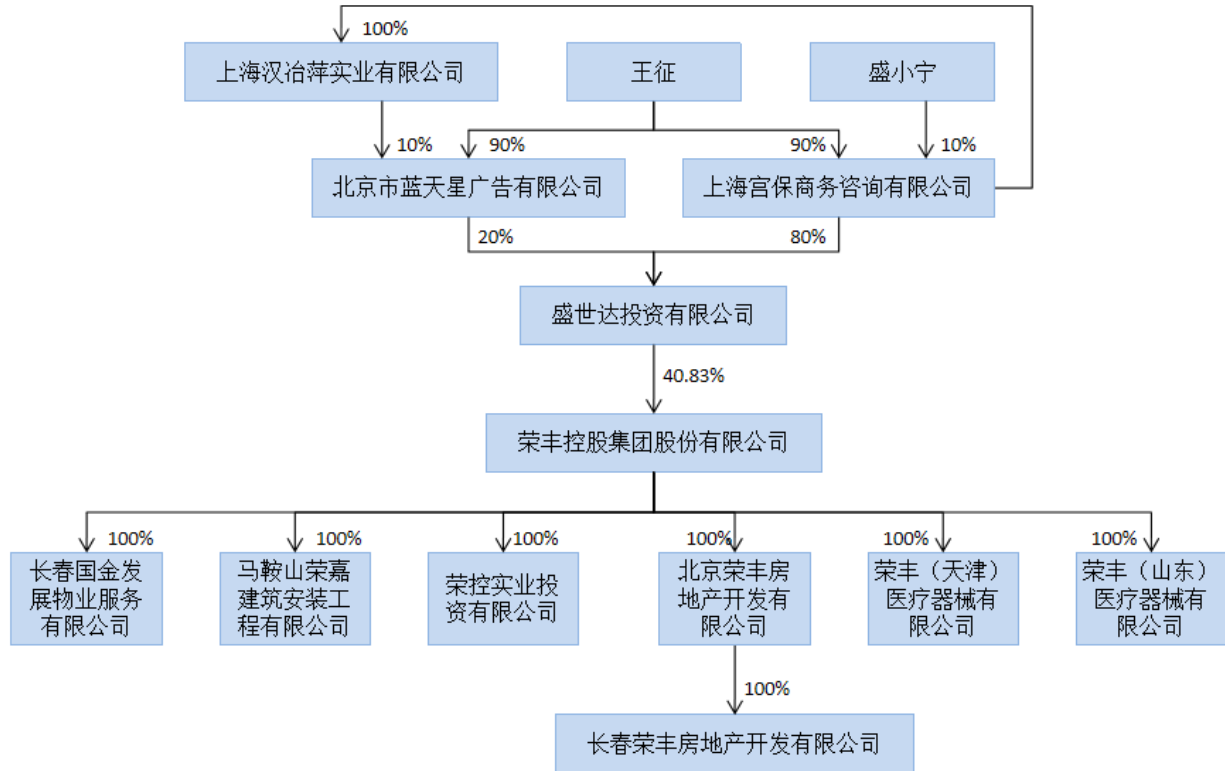 100%
上海汉冶萍实业有限公司
王征
盛小宁
10%
90%
90%
10%
北京市蓝天星广告有限公司
上海宫保商务咨询有限公司
20%
80%
盛世达投资有限公司
40.83%
荣丰控股集团股份有限公司
100%
100%
100%
100%
100%
100%
长春国金发
展物业服务
有限公司
马鞍山荣嘉
建筑安装工
程有限公司
荣控实业投
资有限公司
北京荣丰房
地产开发有
限公司
荣丰（天津）
医疗器械有
限公司
荣丰（山东）
医疗器械有
限公司
100%
长春荣丰房地产开发有限公司